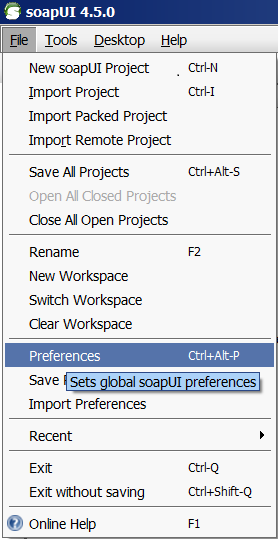 soapUI 4.5.0
File Tools Desktop Help
New soapUI Project Ctrl-N
Import Project Ctrl-I
Import Packed Project
Import Remote Project
Save All Projects Ctrl+Alt-S
Open All Closed Projects
Close All Open Projects
Rename F2
New Workspace
Switch Workspace
Clear Workspace
Preferences Ctrl+Alt-P
Save
Sets global soapUI preferences
Import Preferences
Recent
Exit Ctrl-Q
Exit without saving Ctrl+Shift-Q
Online Help F1